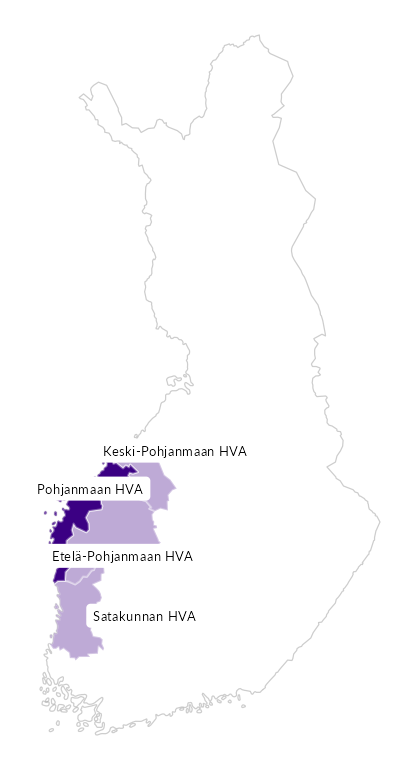 Keski-Pohjanmaan HVA
Pohjanmaan HVA
Etelä-Pohjanmaan HVA
Satakunnan HVA